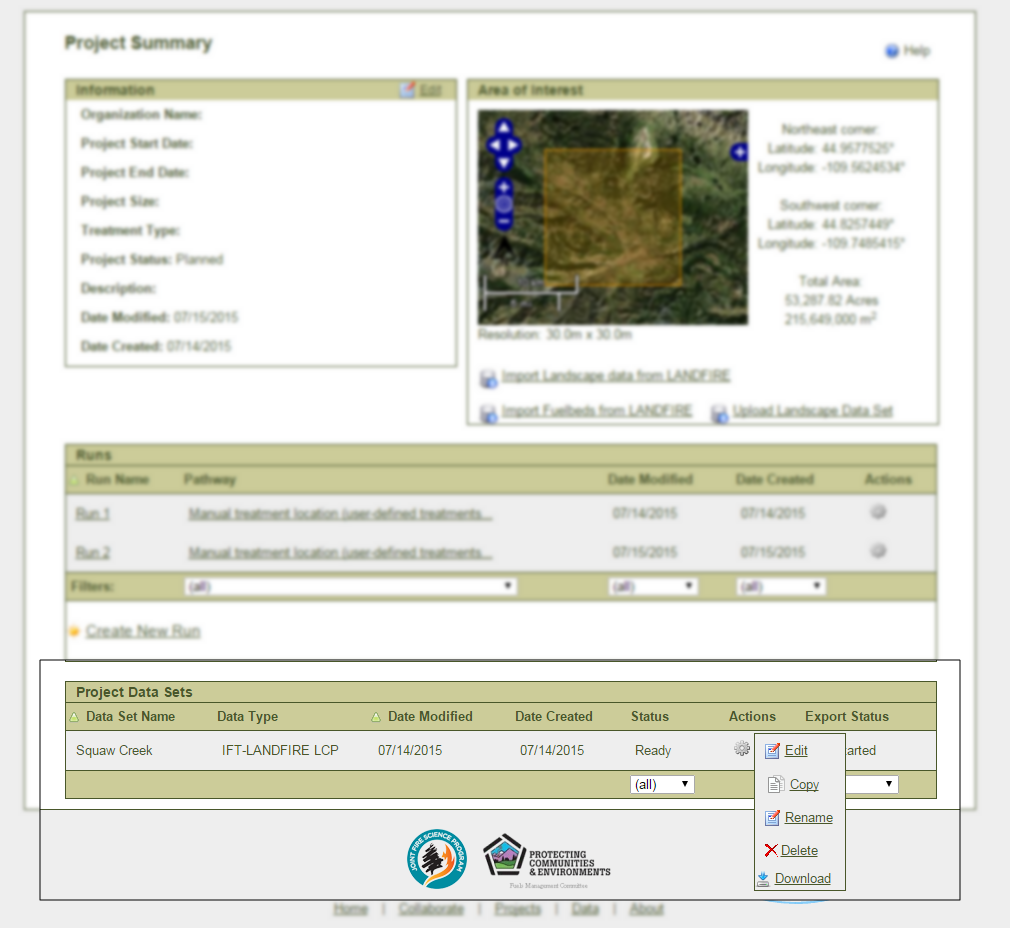 Project Summary
Help
Information
Edit
Area of Interest
Organization Name:
Project Start Date:
Project End Date:
Project Size:
Treatment Type:
Project Status: Planned
Description:
Date Modified: 07/15/2015
Date Created: 07/14/2015
Northeast corner:
Latitude: 44.9577525°
Longitude: -109.5624534°
Southwest corner:
Latitude: 44.8257449°
Longitude: -109.7485415°
Total Area:
53,287.82 Acres
215,649,000 m²
Resolution: 30.0m x 30.0m
Import Landscape data from LANDFIRE
Import Fuelbeds from LANDFIRE Upload Landscape Data Set
Runs
Run Name Pathway Date Modified Date Created Actions
Run 1 Manual treatment location (user-defined treatments... 07/14/2015 07/14/2015
Run 2 Manual treatment location (user-defined treatments... 07/15/2015 07/15/2015
Filters: (all) (all) (all)
Create New Run
Project Data Sets
Data Set Name Data Type Date Modified Date Created Status Actions Export Status
Squaw Creek IFT-LANDFIRE LCP 07/14/2015 07/14/2015 Ready arted
(all)
Edit
Copy
Rename
Delete
Download
JOINT FIRE SCIENCE PROGRAM
PROTECTING
COMMUNITIES
& ENVIRONMENTS
Fuels Management Committee
Home | Collaborate | Projects | Data | About